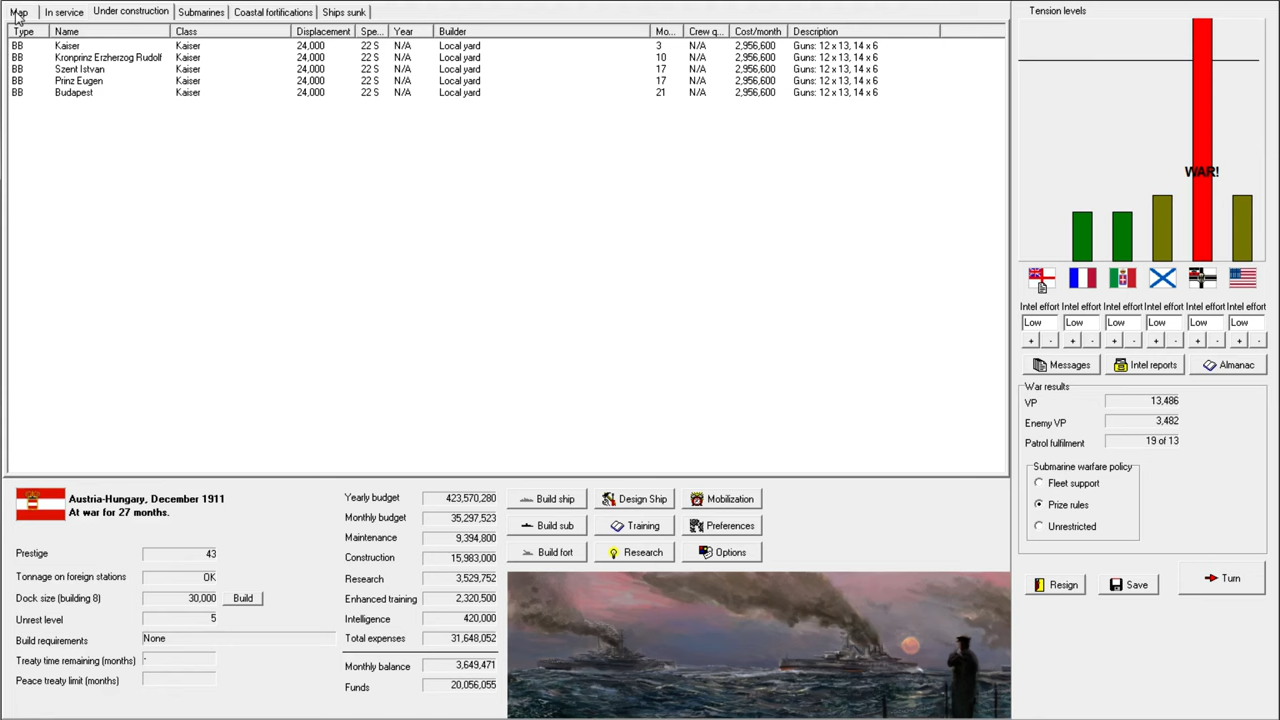 Map In service Under construction Submarines Coastal fortifications Ships sunk
Type Name Class Displacement Spe... Year Builder Mo... Crew q... Cost/month Description
BB Kaiser Kaiser 24,000 22 S N/A Local yard 3 N/A 2,956,600 Guns: 12 x 13, 14 x 6
BB Kronprinz Erzherzog Rudolf Kaiser 24,000 22 S N/A Local yard 10 N/A 2,956,600 Guns: 12 x 13, 14 x 6
BB Szent Istvan Kaiser 24,000 22 S N/A Local yard 17 N/A 2,956,600 Guns: 12 x 13, 14 x 6
BB Prinz Eugen Kaiser 24,000 22 S N/A Local yard 17 N/A 2,956,600 Guns: 12 x 13, 14 x 6
BB Budapest Kaiser 24,000 22 S N/A Local yard 21 N/A 2,956,600 Guns: 12 x 13, 14 x 6
Tension levels
WAR!
Intel effort Intel effort Intel effort Intel effort Intel effort Intel effort
Low Low Low Low Low Low
+ - + - + - + - + - + -
Messages Intel reports Almanac
War results
VP 13,486
Enemy VP 3,482
Patrol fulfilment 19 of 13
Submarine warfare policy
Fleet support
Prize rules
Unrestricted
Resign Save Turn
Austria-Hungary, December 1911
At war for 27 months.
Prestige 43
Tonnage on foreign stations OK
Dock size (building 8) 30,000 Build
Unrest level 5
Build requirements None
Treaty time remaining (months) -
Peace treaty limit (months)
Yearly budget 423,570,280
Monthly budget 35,297,523
Maintenance 9,394,800
Construction 15,983,000
Research 3,529,752
Enhanced training 2,320,500
Intelligence 420,000
Total expenses 31,648,052
Monthly balance 3,649,471
Funds 20,056,055
Build ship Design Ship Mobilization
Build sub Training Preferences
Build fort Research Options